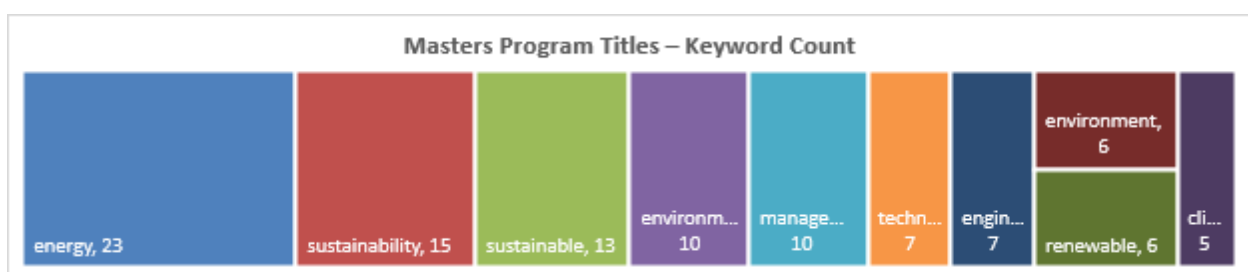 Masters Program Titles – Keyword Count
energy, 23
sustainability, 15
sustainable, 13
environm...
10
manage...
10
techn...
7
engin...
7
environment,
6
renewable, 6
cli...
5